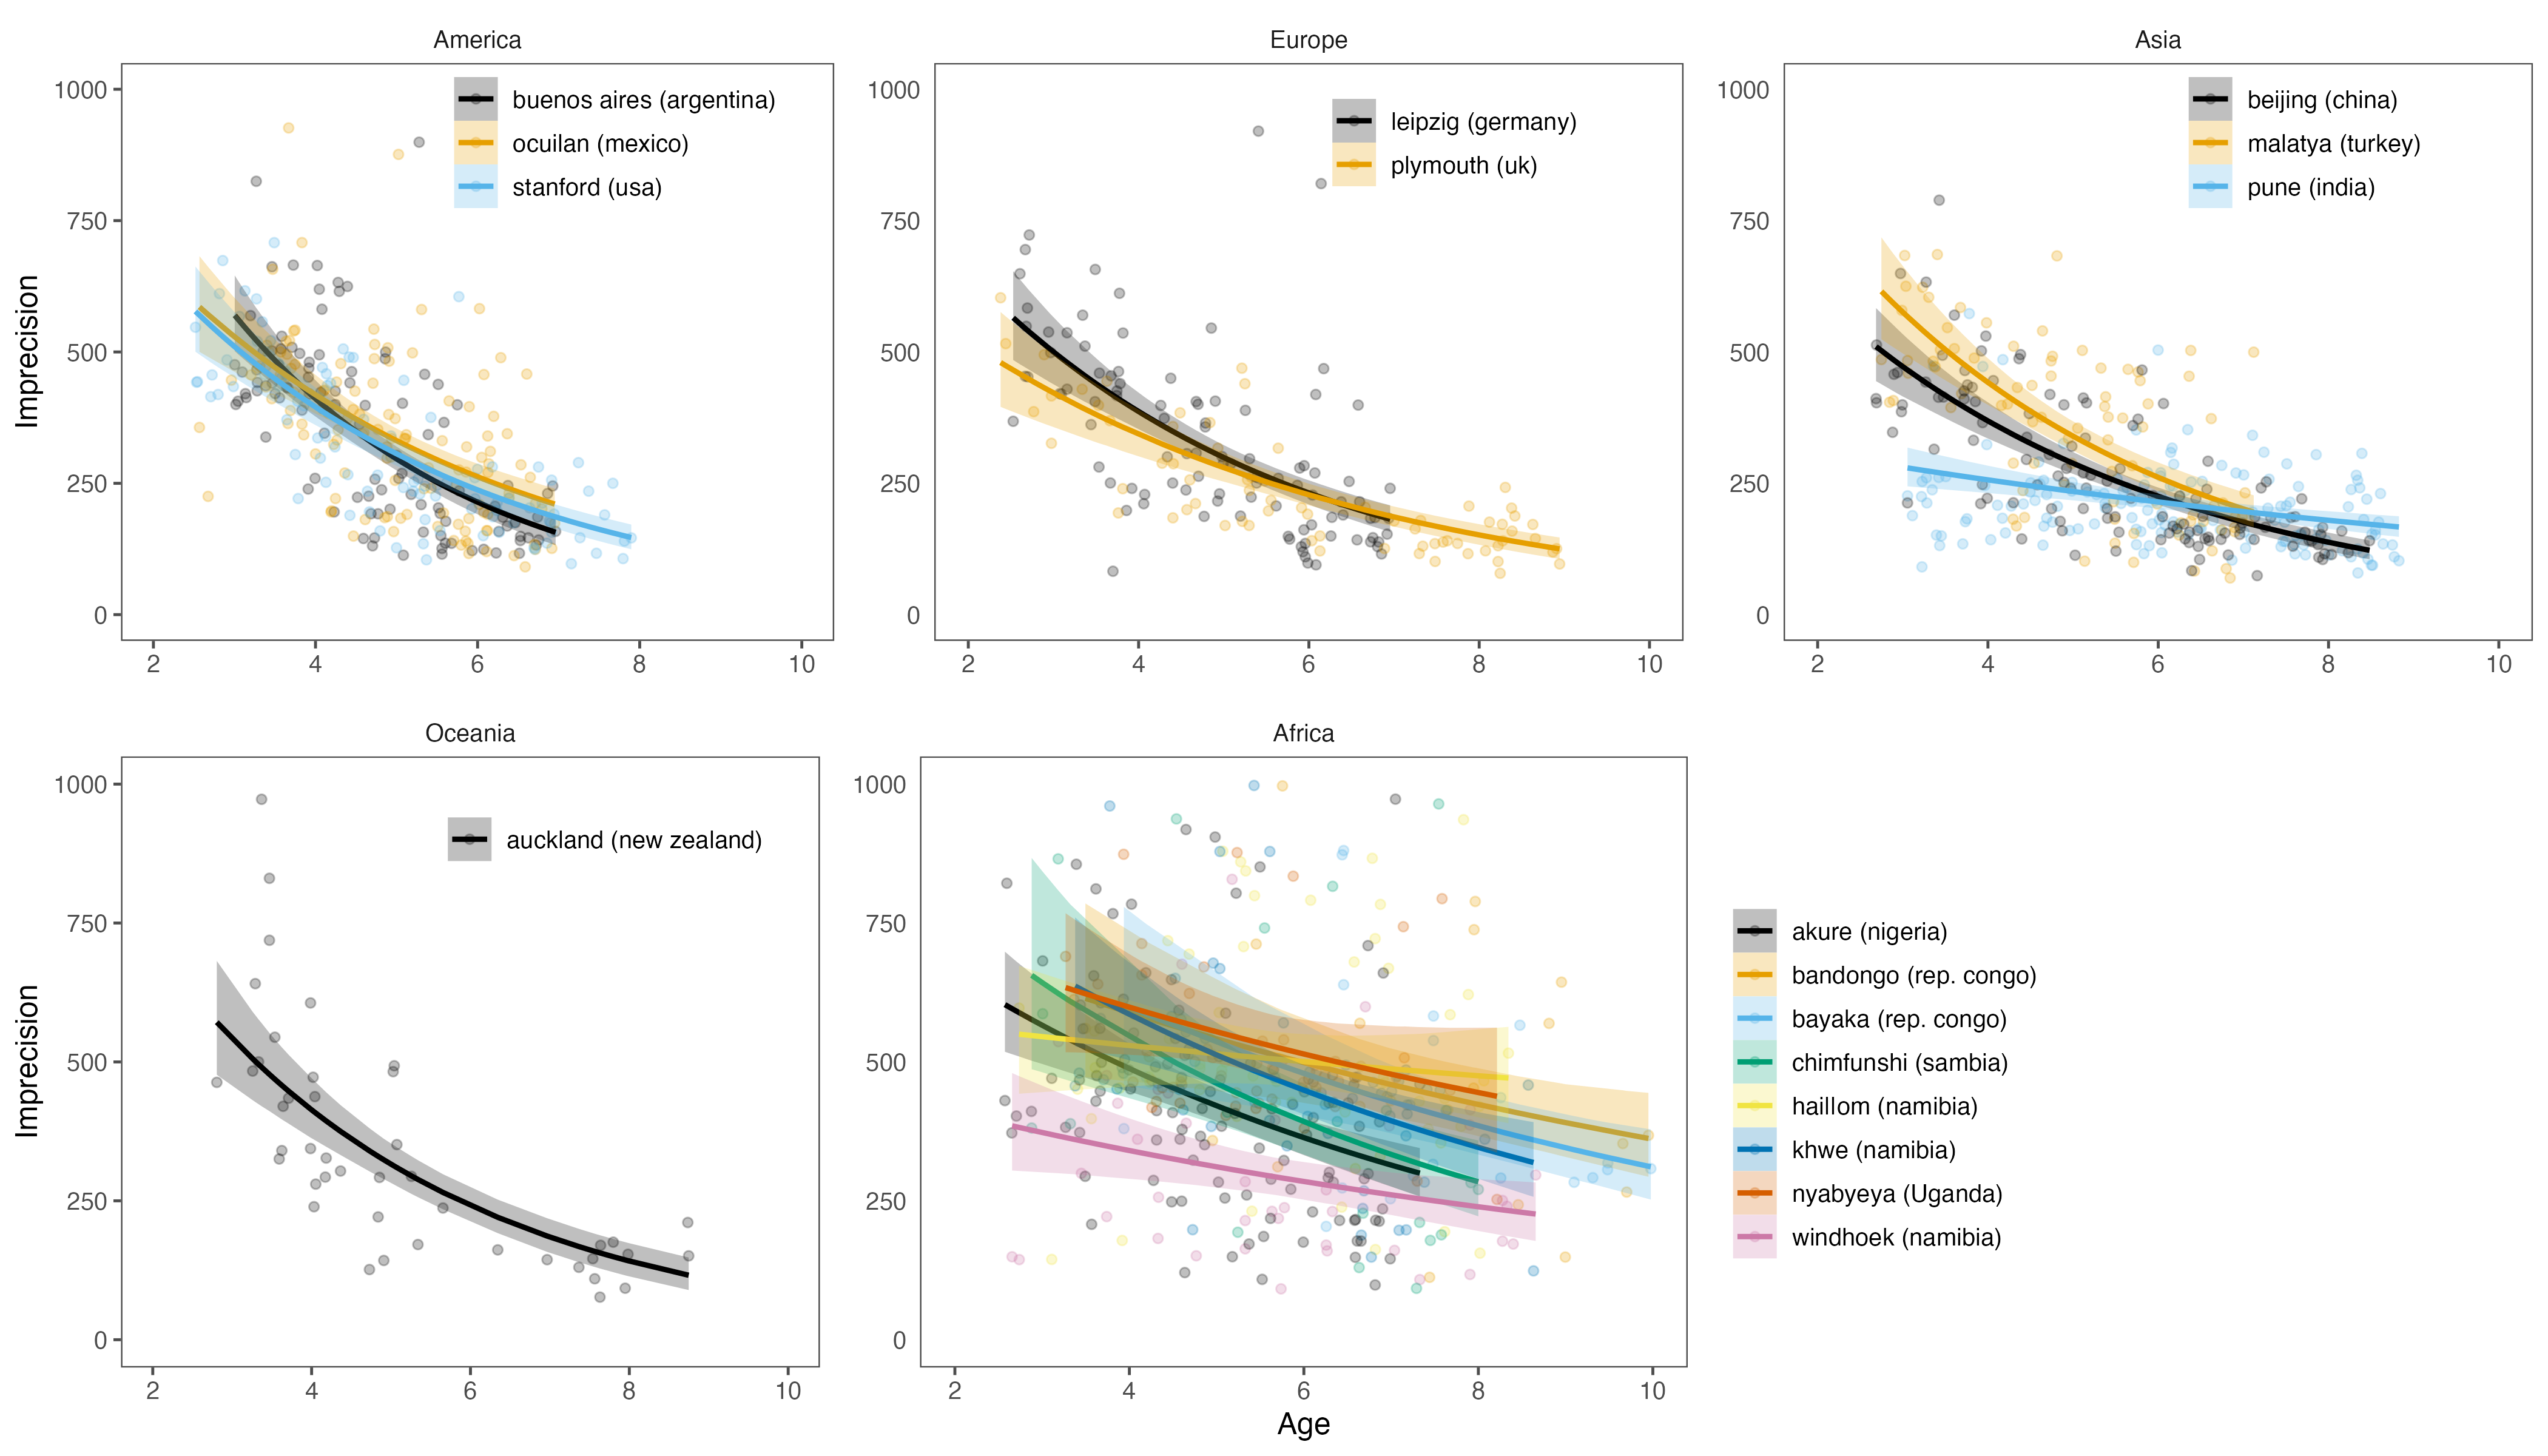 America
Europe
Asia
1000
750
500
250
0
Imprecision
buenos aires (argentina)
ocuilan (mexico)
stanford (usa)
2 4 6 8 10
1000
750
500
250
0
leipzig (germany)
plymouth (uk)
2 4 6 8 10
1000
750
500
250
0
beijing (china)
malatya (turkey)
pune (india)
2 4 6 8 10
Oceania
Africa
1000
750
500
250
0
Imprecision
auckland (new zealand)
2 4 6 8 10
1000
750
500
250
0
2 4 6 8 10
Age
akure (nigeria)
bandongo (rep. congo)
bayaka (rep. congo)
chimfunshi (sambia)
haillom (namibia)
khwe (namibia)
nyabyeya (Uganda)
windhoek (namibia)